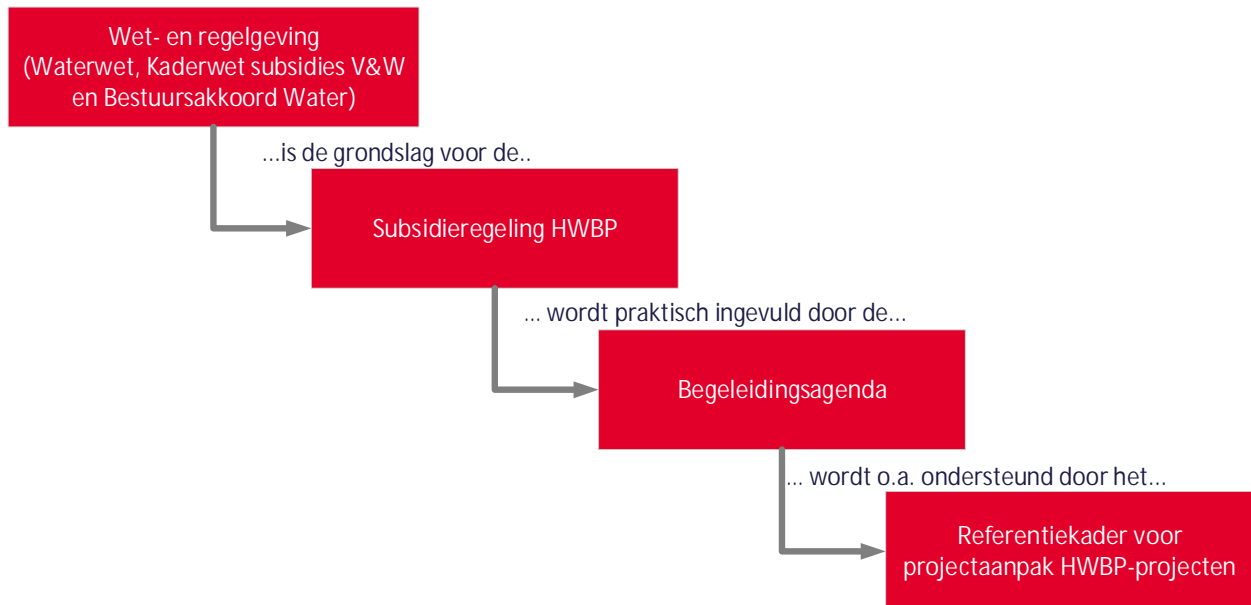 Wet- en regelgeving
(Waterwet, Kaderwet subsidies V&W
en Bestuursakkoord Water)
...is de grondslag voor de..
Subsidieregeling HWBP
... wordt praktisch ingevuld door de...
Begeleidingsagenda
... wordt o.a. ondersteund door het...
Referentiekader voor
projectaanpak HWBP-projecten